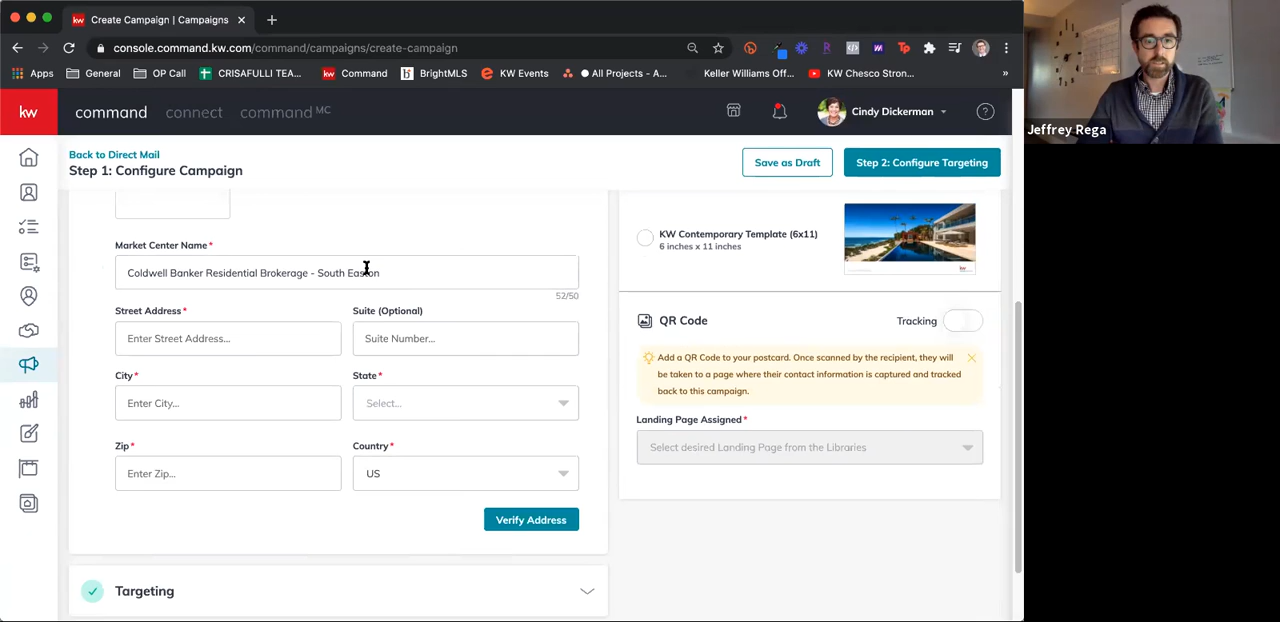 Create Campaign | Campaigns
console.command.kw.com/command/campaigns/create-campaign
Apps General OP Call CRISAFULLI TEA... Command BrightMLS KW Events All Projects - A... Keller Williams Off... KW Chesco Stron... »
kw command connect command MC Cindy Dickerman ?
Back to Direct Mail
Step 1: Configure Campaign
Save as Draft Step 2: Configure Targeting
Market Center Name*
Coldwell Banker Residential Brokerage - South Easton
52/50
Street Address* Suite (Optional)
Enter Street Address... Suite Number...
City* State*
Enter City... Select...
Zip* Country*
Enter Zip... US
Verify Address
Targeting
KW Contemporary Template (6x11)
6 inches x 11 inches
QR Code Tracking
Add a QR Code to your postcard. Once scanned by the recipient, they will
be taken to a page where their contact information is captured and tracked
back to this campaign.
Landing Page Assigned*
Select desired Landing Page from the Libraries
Jeffrey Rega